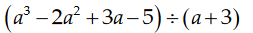 (a³ − 2a² + 3a − 5) ÷ (a + 3)